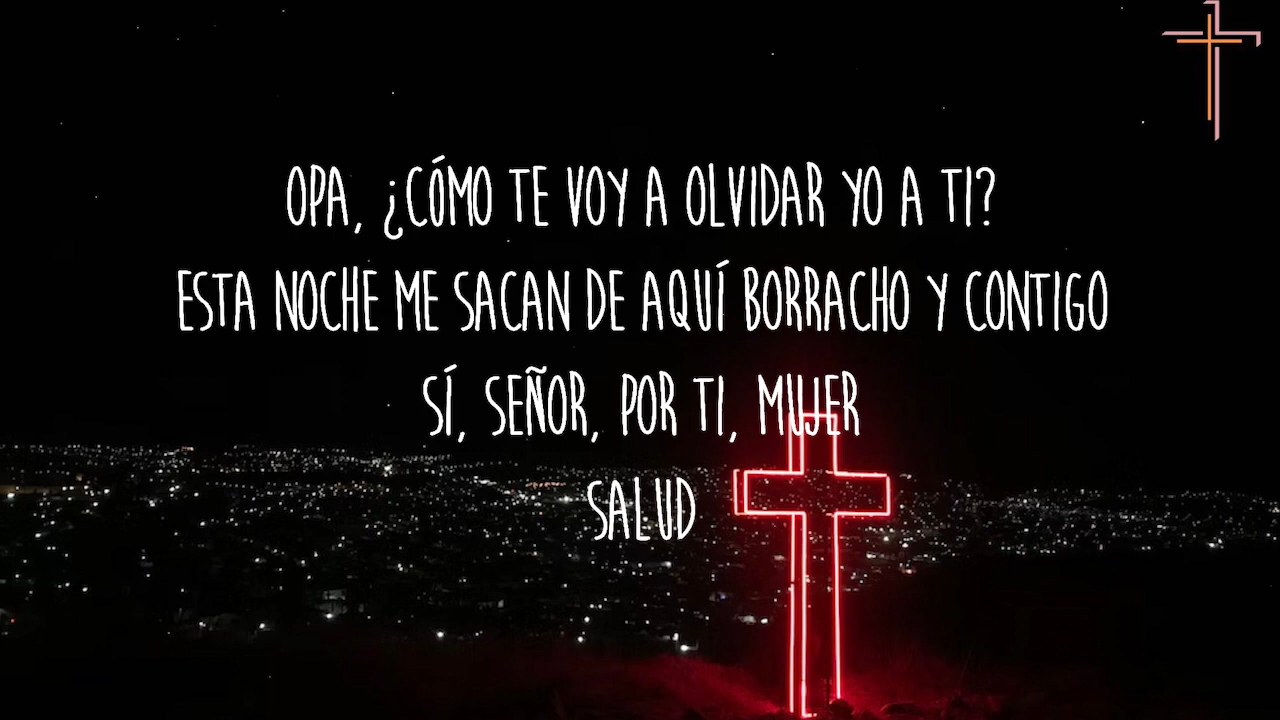 OPA, ¿CÓMO TE VOY A OLVIDAR YO A TI?
ESTA NOCHE ME SACAN DE AQUÍ BORRACHO Y CONTIGO
SÍ, SEÑOR, POR TI, MUJER
SALUD